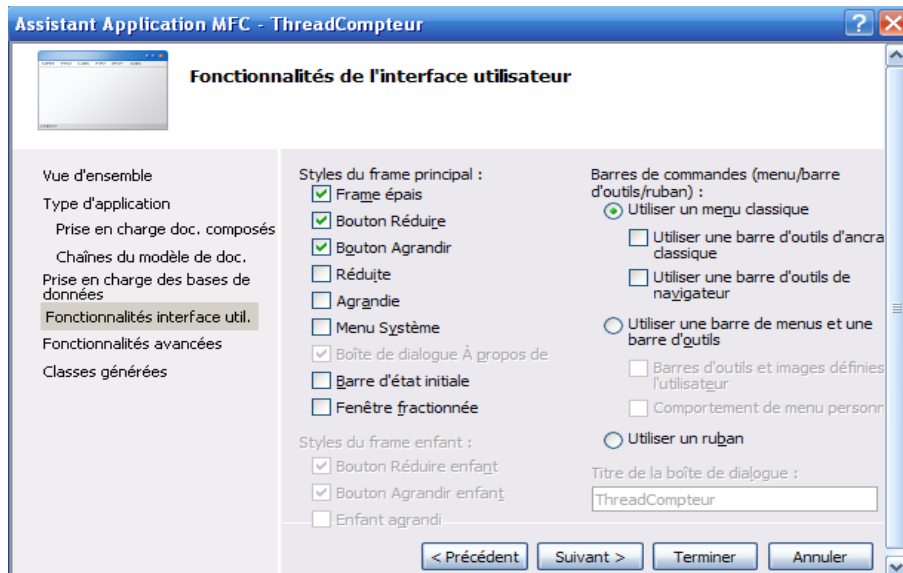 Assistant Application MFC - ThreadCompteur
Fonctionnalités de l'interface utilisateur
Vue d'ensemble
Type d'application
Prise en charge doc. composés
Chaînes du modèle de doc.
Prise en charge des bases de
données
Fonctionnalités interface util.
Fonctionnalités avancées
Classes générées
Styles du frame principal :
Frame épais
Bouton Réduire
Bouton Agrandir
Réduite
Agrandie
Menu Système
Boîte de dialogue À propos de
Barre d'état initiale
Fenêtre fractionnée
Styles du frame enfant :
Bouton Réduire enfant
Bouton Agrandir enfant
Enfant agrandi
Barres de commandes (menu/barre
d'outils/ruban) :
Utiliser un menu classique
Utiliser une barre d'outils d'ancra
classique
Utiliser une barre d'outils de
navigateur
Utiliser une barre de menus et une
barre d'outils
Barres d'outils et images définies
l'utilisateur
Comportement de menu personr
Utiliser un ruban
Titre de la boîte de dialogue :
ThreadCompteur
< Précédent
Suivant >
Terminer
Annuler